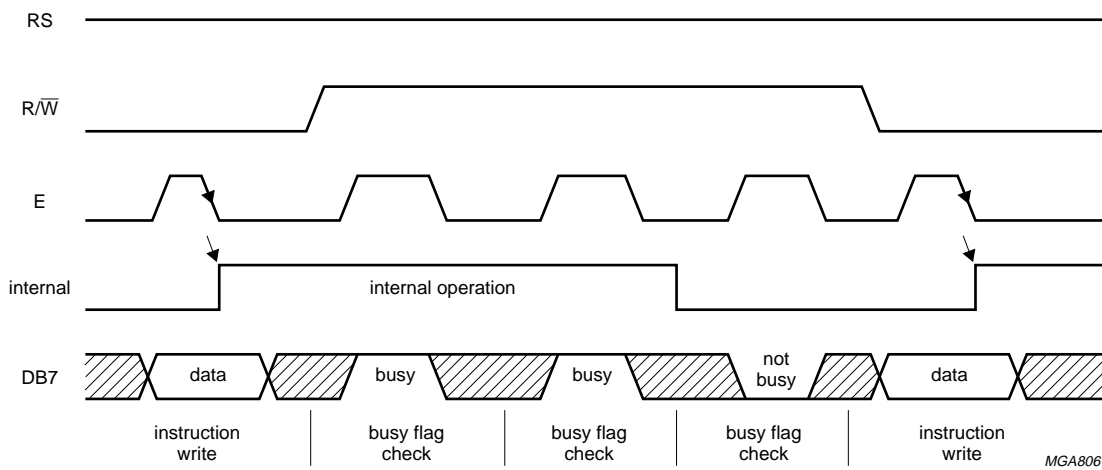 RS
R/W̅
E
internal
internal operation
DB7
data
busy
busy
not
busy
data
instruction
write
busy flag
check
busy flag
check
busy flag
check
instruction
write
MGA806